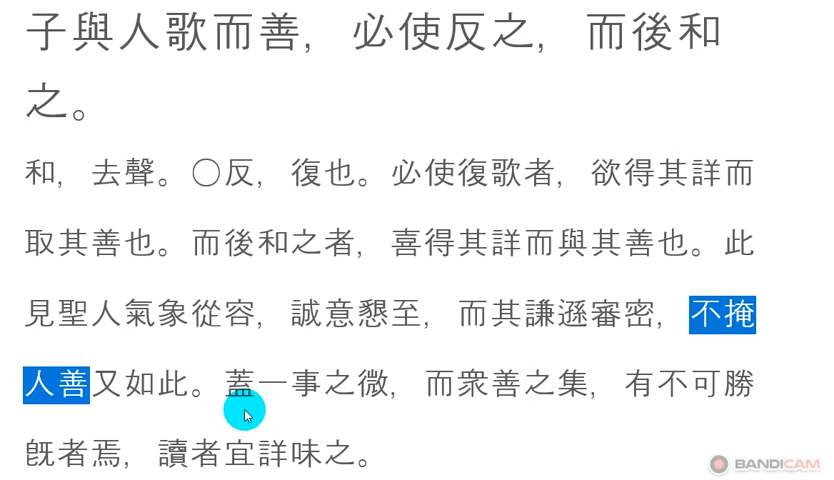 子與人歌而善，必使反之，而後和
之。
和，去聲。〇反，復也。必使復歌者，欲得其詳而
取其善也。而後和之者，喜得其詳而與其善也。此
見聖人氣象從容，誠意懇至，而其謙遜審密，不掩
人善又如此。蓋一事之微，而衆善之集，有不可勝
旣者焉，讀者宜詳味之。
BANDICAM